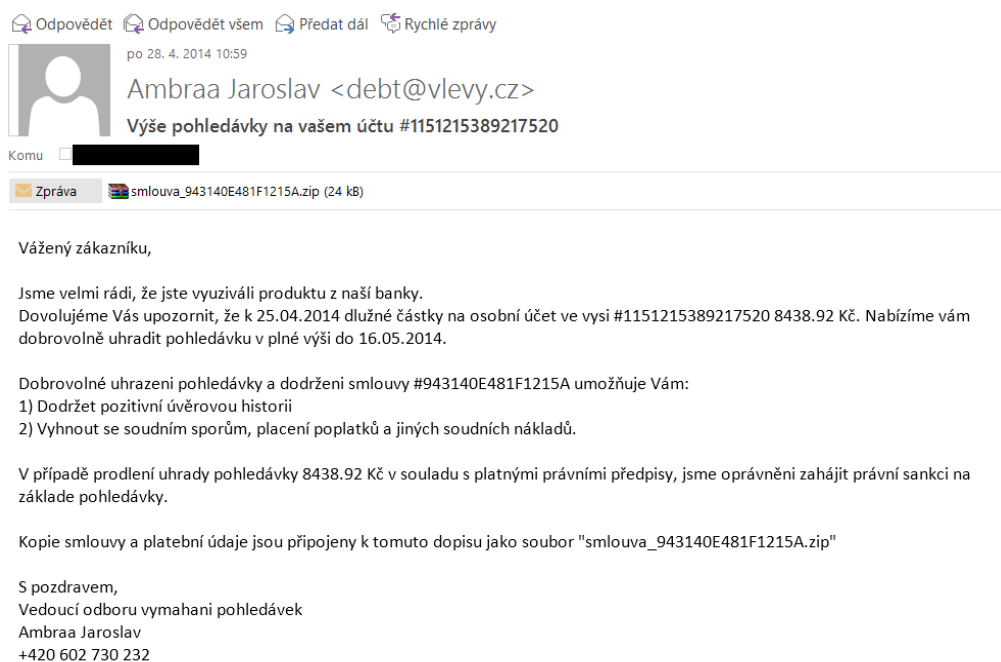 Odpovědět Odpovědět všem Předat dál Rychlé zprávy
po 28. 4. 2014 10:59
Ambraa Jaroslav <debt@vlevy.cz>
Výše pohledávky na vašem účtu #1151215389217520
Komu
Zpráva smlouva_943140E481F1215A.zip (24 kB)
Vážený zákazníku,
Jsme velmi rádi, že jste vyuziváli produktu z naší banky.
Dovolujéme Vás upozornit, že k 25.04.2014 dlužné částky na osobní účet ve vysi #1151215389217520 8438.92 Kč. Nabízíme vám
dobrovolně uhradit pohledávku v plné výši do 16.05.2014.
Dobrovolné uhrazeni pohledávky a dodrženi smlouvy #943140E481F1215A umožňuje Vám:
1) Dodržet pozitivní úvěrovou historii
2) Vyhnout se soudním sporům, placení poplatků a jiných soudních nákladů.
V případě prodlení uhrady pohledávky 8438.92 Kč v souladu s platnými právními předpisy, jsme oprávněni zahájit právní sankci na
základe pohledávky.
Kopie smlouvy a platební údaje jsou připojeny k tomuto dopisu jako soubor "smlouva_943140E481F1215A.zip"
S pozdravem,
Vedoucí odboru vymahani pohledávek
Ambraa Jaroslav
+420 602 730 232